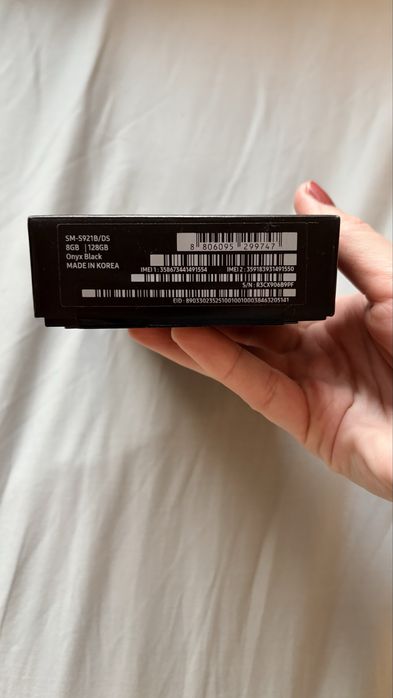 SM-S921B/DS
8GB | 128GB
Onyx Black
MADE IN KOREA
8 806095 299747
IMEI 1 : 358673441491554
IMEI 2 : 359183931491550
S/N : R3CX906B9PF
EID : 89033023525100100100038463205141